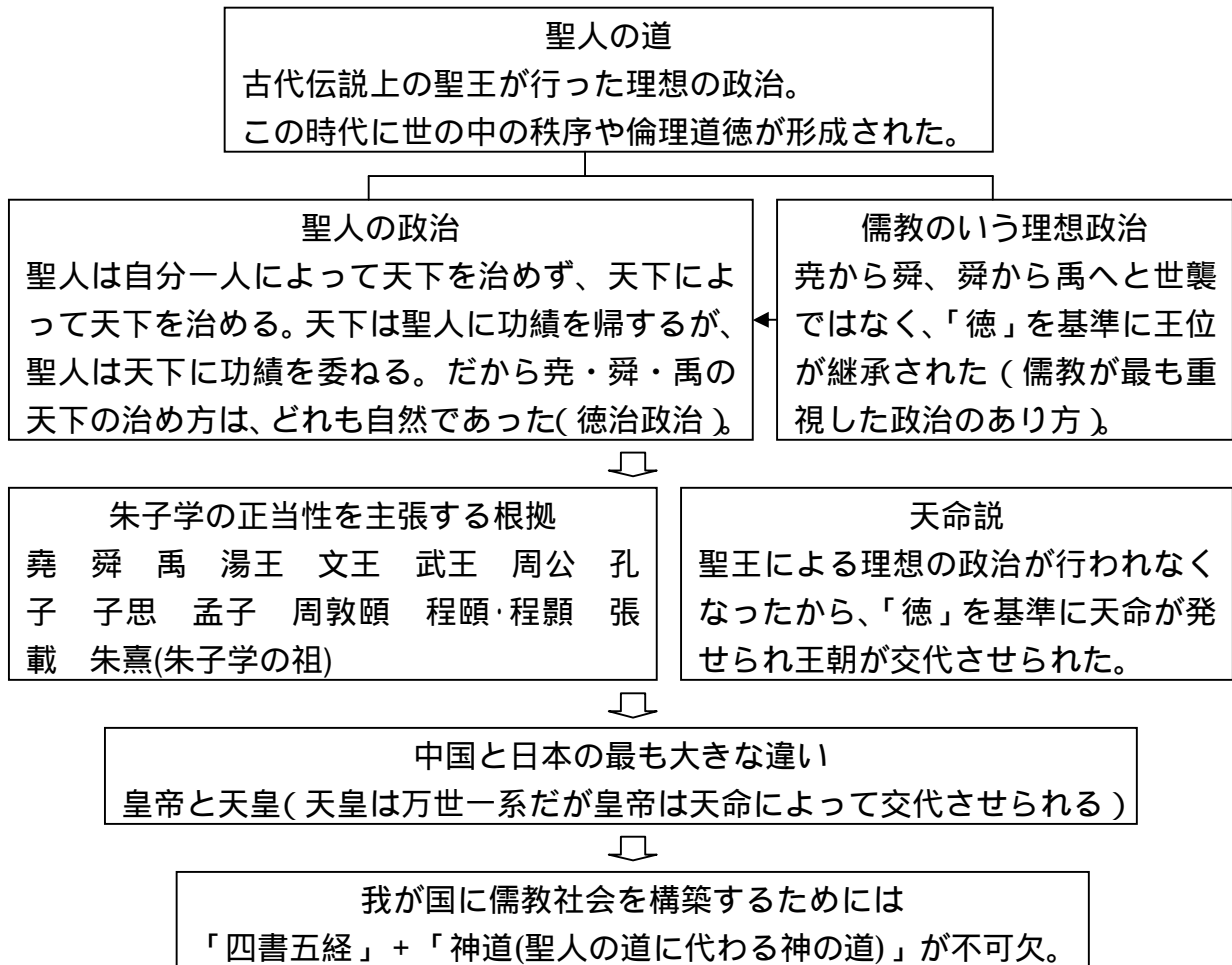 聖人の道
古代伝説上の聖王が行った理想の政治。
この時代に世の中の秩序や倫理道徳が形成された。
聖人の政治
聖人は自分一人によって天下を治めず、天下によ
って天下を治める。天下は聖人に功績を帰するが、
聖人は天下に功績を委ねる。だから尭・舜・禹の
天下の治め方は、どれも自然であった(徳治政治)。
儒教のいう理想政治
尭から舜、舜から禹へと世襲
ではなく、「徳」を基準に王位
が継承された(儒教が最も重
視した政治のあり方)。
朱子学の正当性を主張する根拠
堯 舜 禹 湯王 文王 武王 周公 孔
子 子思 孟子 周敦頤 程頤・程顥 張
載 朱熹(朱子学の祖)
天命説
聖王による理想の政治が行われなく
なったから、「徳」を基準に天命が発
せられ王朝が交代させられた。
中国と日本の最も大きな違い
皇帝と天皇(天皇は万世一系だが皇帝は天命によって交代させられる)
我が国に儒教社会を構築するためには
「四書五経」+「神道(聖人の道に代わる神の道)」が不可欠。